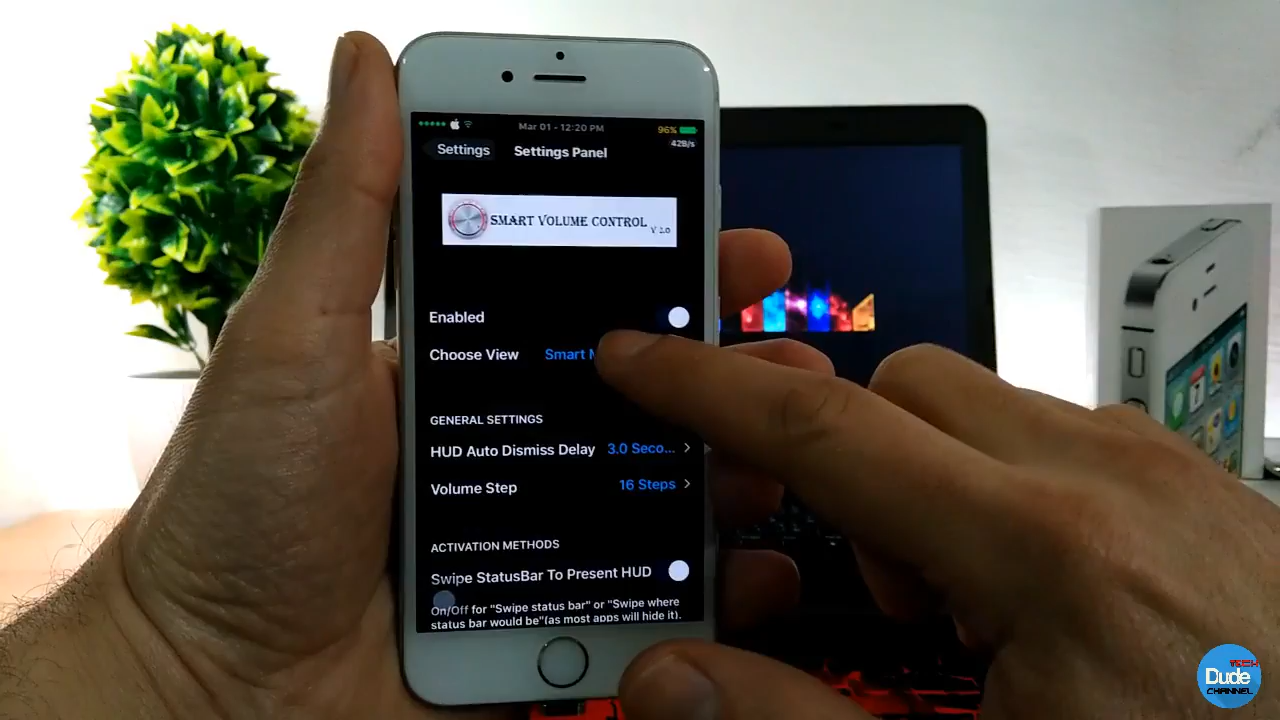 Mar 01 - 12:20 PM
96%
42B/s
Settings
Settings Panel
SMART VOLUME CONTROL
V 2.0
Enabled
Choose View
Smart
GENERAL SETTINGS
HUD Auto Dismiss Delay 3.0 Seco...
Volume Step 16 Steps
ACTIVATION METHODS
Swipe StatusBar To Present HUD
On/Off for "Swipe status bar" or "Swipe where
status bar would be"(as most apps will hide it).
TECH
Dude
CHANNEL